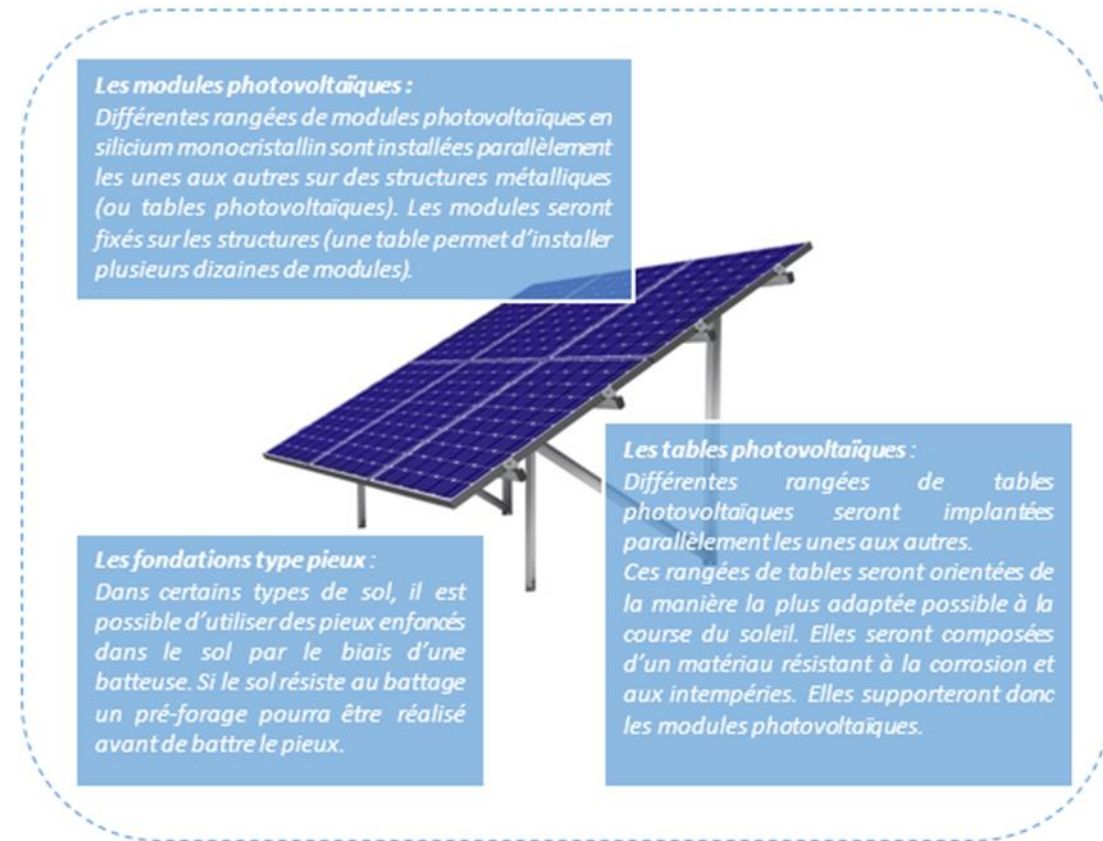 Les modules photovoltaïques :
Différentes rangées de modules photovoltaïques en
silicium monocristallin sont installées parallèlement
les unes aux autres sur des structures métalliques
(ou tables photovoltaïques). Les modules seront
fixés sur les structures (une table permet d'installer
plusieurs dizaines de modules).
Les tables photovoltaïques :
Différentes rangées de tables
photovoltaïques seront implantées
parallèlement les unes aux autres.
Ces rangées de tables seront orientées de
la manière la plus adaptée possible à la
course du soleil. Elles seront composées
d'un matériau résistant à la corrosion et
aux intempéries. Elles supporteront donc
les modules photovoltaïques.
Les fondations type pieux :
Dans certains types de sol, il est
possible d'utiliser des pieux enfoncés
dans le sol par le biais d'une
batteuse. Si le sol résiste au battage
un pré-forage pourra être réalisé
avant de battre le pieux.